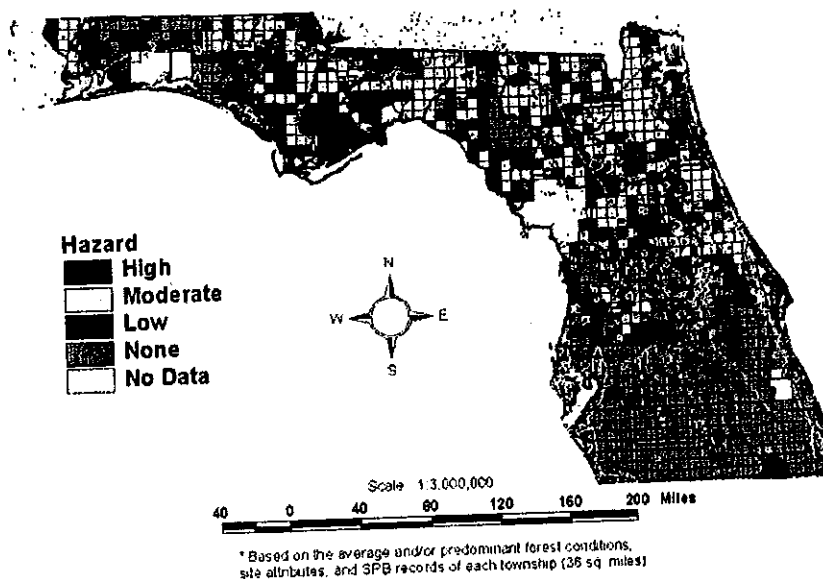 Hazard
High
Moderate
Low
None
No Data
N
W E
S
Scale 1:3,000,000
40 0 40 80 120 160 200 Miles
* Based on the average and/or predominant forest conditions,
site attributes, and SPB records of each township (36 sq. miles)